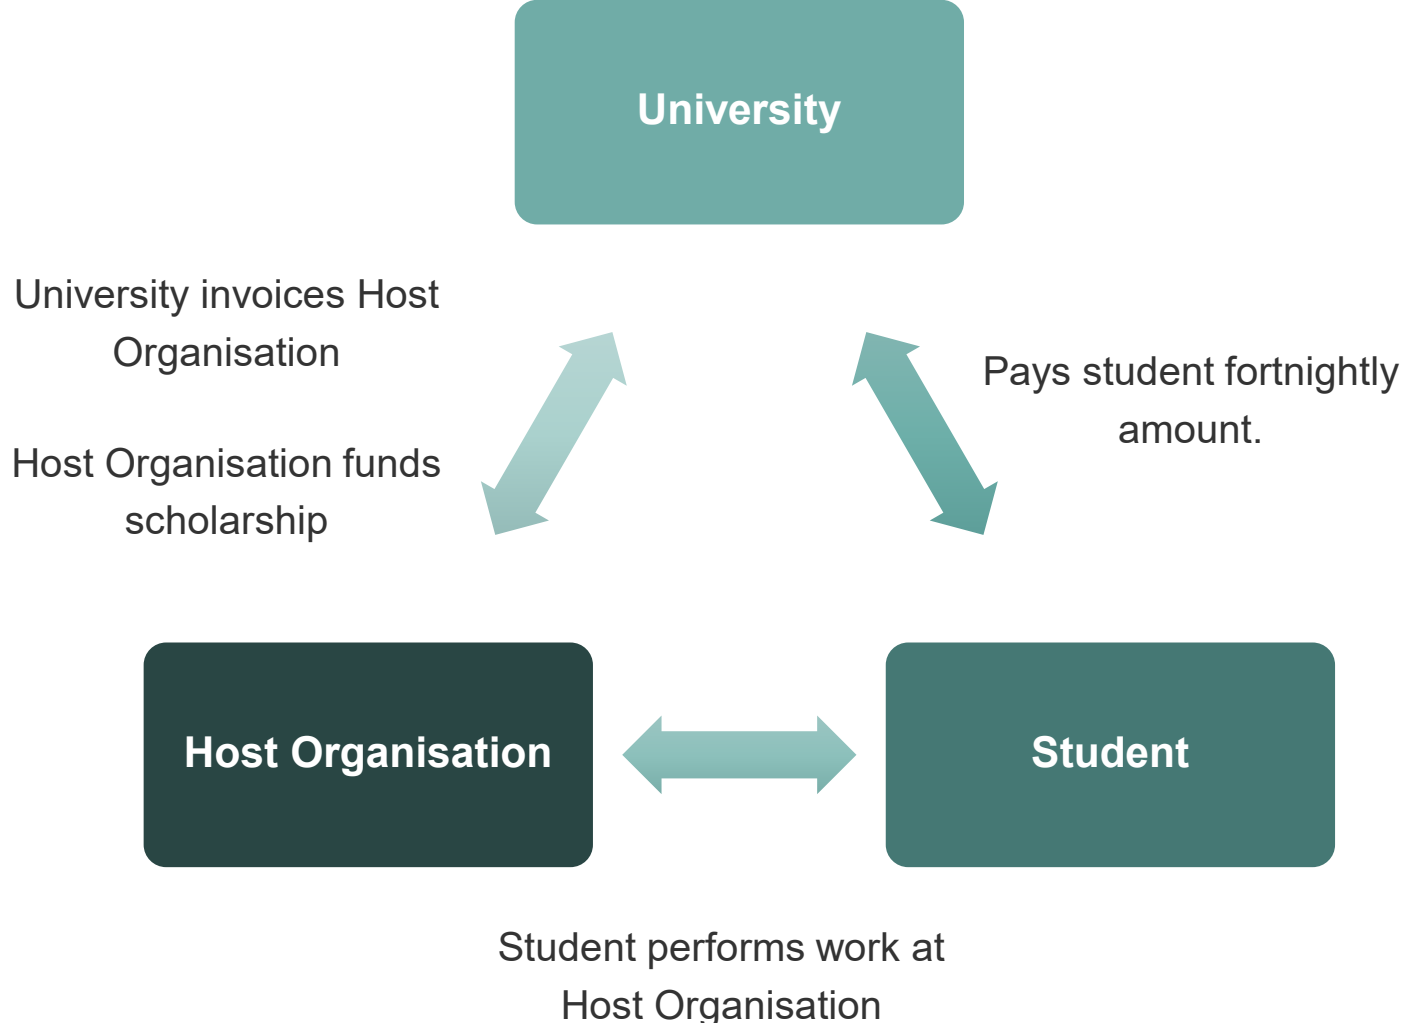 University
University invoices Host
Organisation
Host Organisation funds
scholarship
Pays student fortnightly
amount.
Host Organisation
Student
Student performs work at
Host Organisation